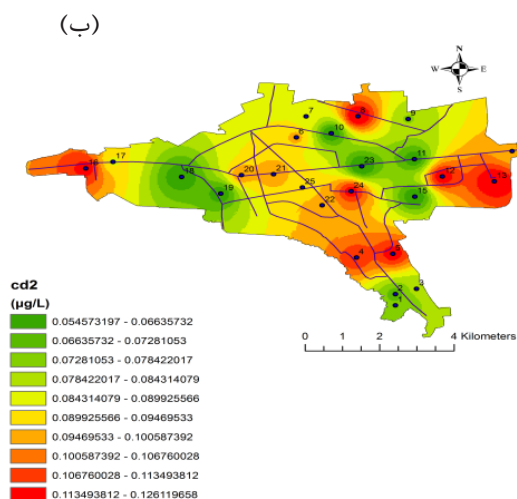 (ب)
N
W E
S
7 8 9
6 10
11
23
17
16
18
20 21
12 13
25 24
19
15
22
4 5
3
2
1
cd2
(µg/L)
0.054573197 - 0.06635732
0.06635732 - 0.07281053
0.07281053 - 0.078422017
0.078422017 - 0.084314079
0.084314079 - 0.089925566
0.089925566 - 0.09469533
0.09469533 - 0.100587392
0.100587392 - 0.106760028
0.106760028 - 0.113493812
0.113493812 - 0.126119658
Kilometers
0 1 2 4